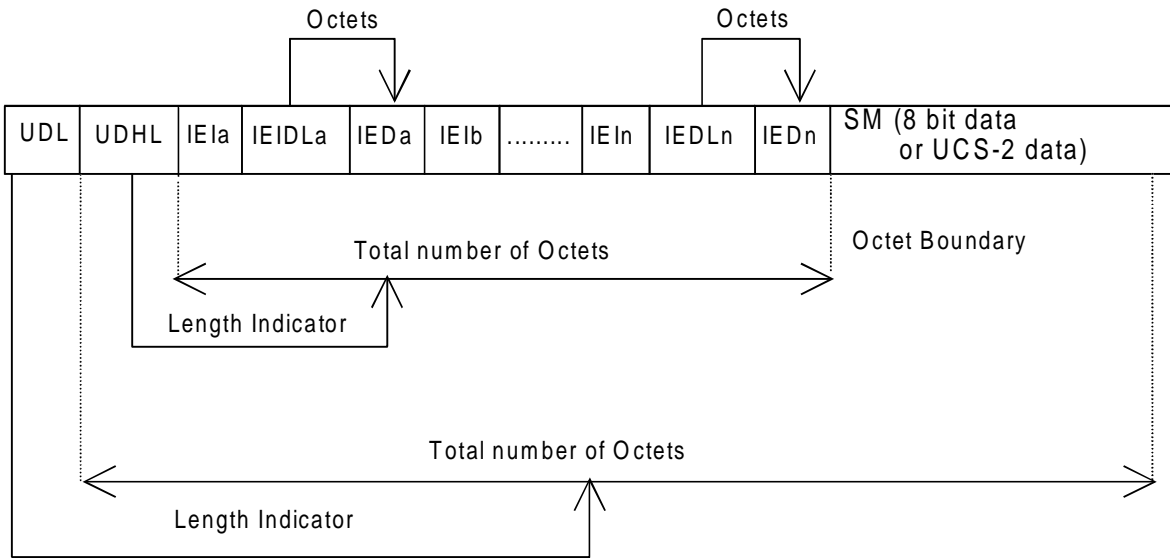 Octets
Octets
UDL
UDHL
IEIa
IEIDLa
IEDa
IEIb
.........
IEIn
IEDLn
IEDn
SM (8 bit data
or UCS-2 data)
Total number of Octets
Octet Boundary
Length Indicator
Total number of Octets
Length Indicator